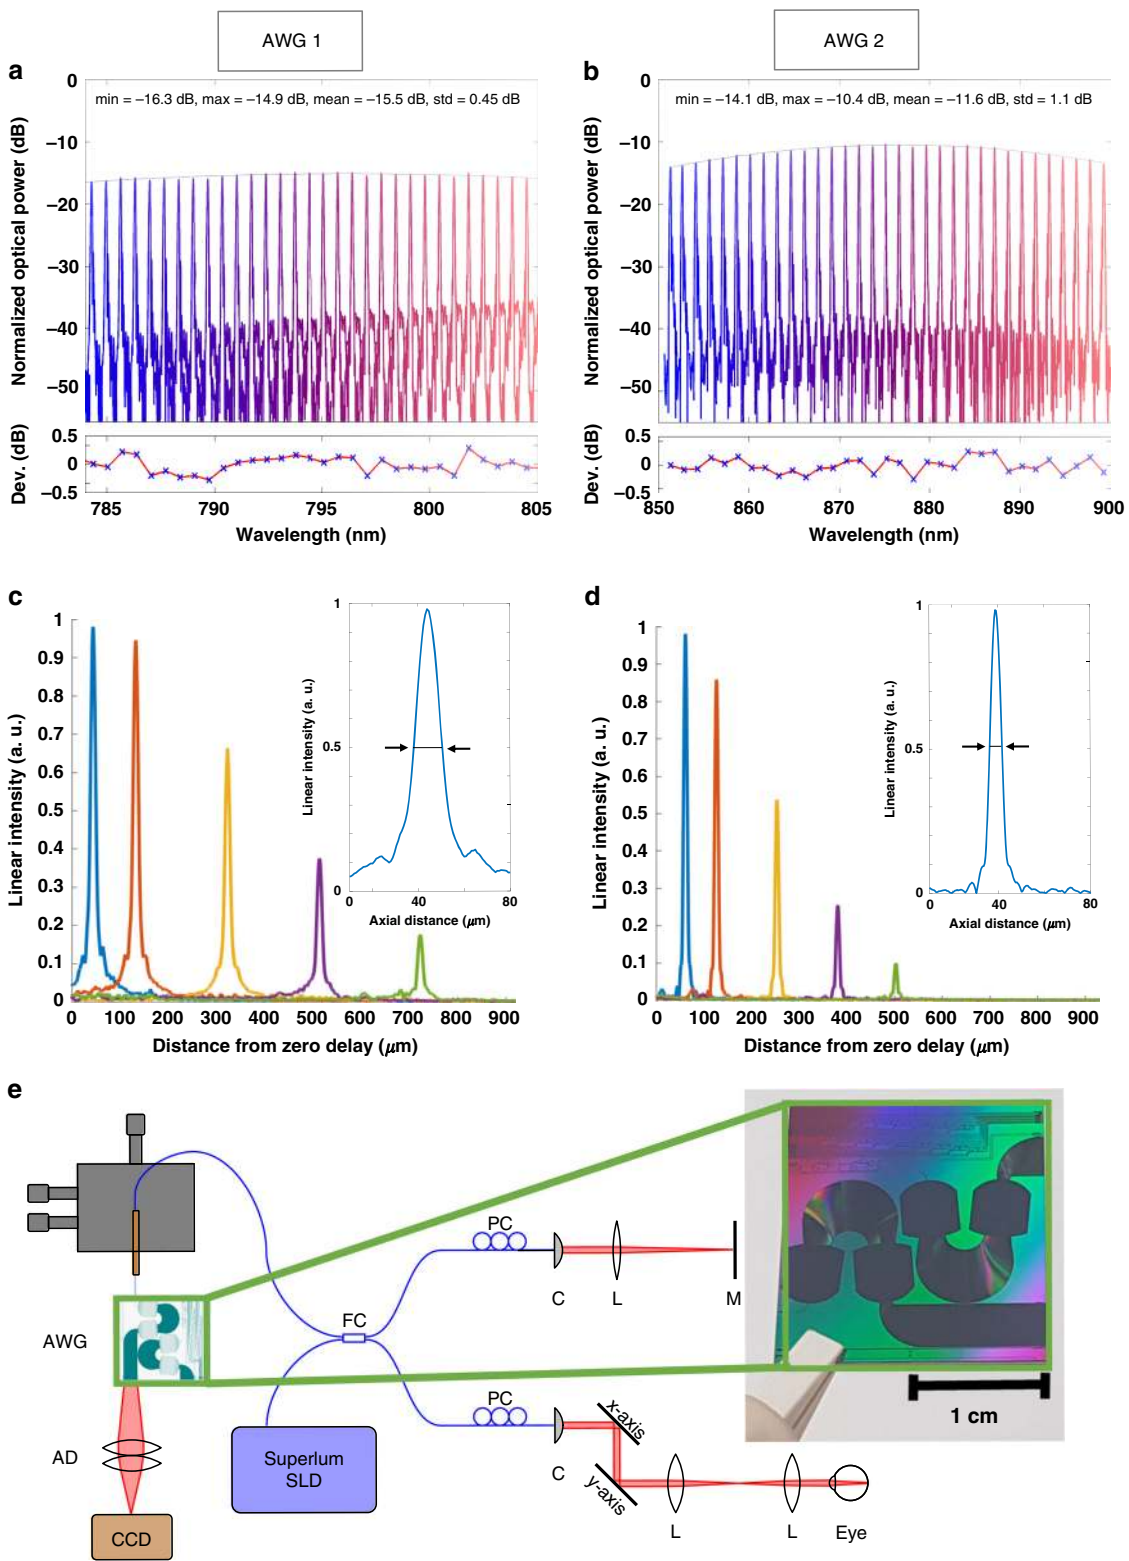 AWG 1
AWG 2
a
b
min = −16.3 dB, max = −14.9 dB, mean = −15.5 dB, std = 0.45 dB
min = −14.1 dB, max = −10.4 dB, mean = −11.6 dB, std = 1.1 dB
Normalized optical power (dB)
0
−10
−20
−30
−40
−50
Dev. (dB)
0.5
0
−0.5
785
790
795
800
805
Wavelength (nm)
Normalized optical power (dB)
0
−10
−20
−30
−40
−50
Dev. (dB)
0.5
0
−0.5
850
860
870
880
890
900
Wavelength (nm)
c
Linear intensity (a. u.)
1
0.9
0.8
0.7
0.6
0.5
0.4
0.3
0.2
0.1
0
0
100
200
300
400
500
600
700
800
900
Distance from zero delay (μm)
Linear intensity (a. u.)
1
0.5
0
0
40
80
Axial distance (μm)
d
Linear intensity (a. u.)
1
0.9
0.8
0.7
0.6
0.5
0.4
0.3
0.2
0.1
0
0
100
200
300
400
500
600
700
800
900
Distance from zero delay (μm)
Linear intensity (a. u.)
1
0.5
0
0
40
80
Axial distance (μm)
e
PC
C
L
M
FC
AWG
PC
x-axis
1 cm
AD
Superlum
SLD
C
y-axis
CCD
L
L
Eye